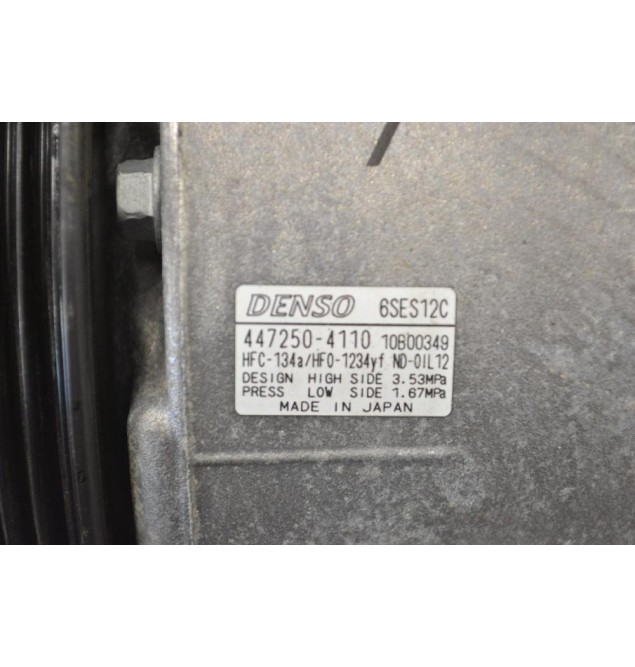 DENSO 6SES12C
447250-4110 10B00349
HFC-134a/HFO-1234yf ND-OIL12
DESIGN HIGH SIDE 3.53MPa
PRESS LOW SIDE 1.67MPa
MADE IN JAPAN